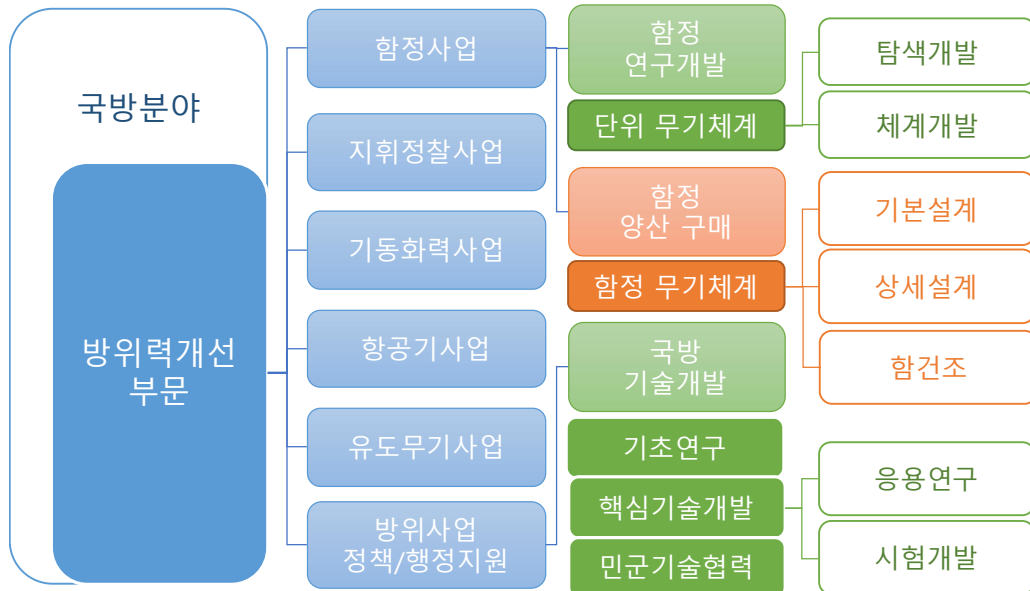 국방분야
방위력개선
부문
함정사업
지휘정찰사업
기동화력사업
항공기사업
유도무기사업
방위사업
정책/행정지원
함정
연구개발
단위 무기체계
함정
양산 구매
함정 무기체계
국방
기술개발
기초연구
핵심기술개발
민군기술협력
탐색개발
체계개발
기본설계
상세설계
함건조
응용연구
시험개발